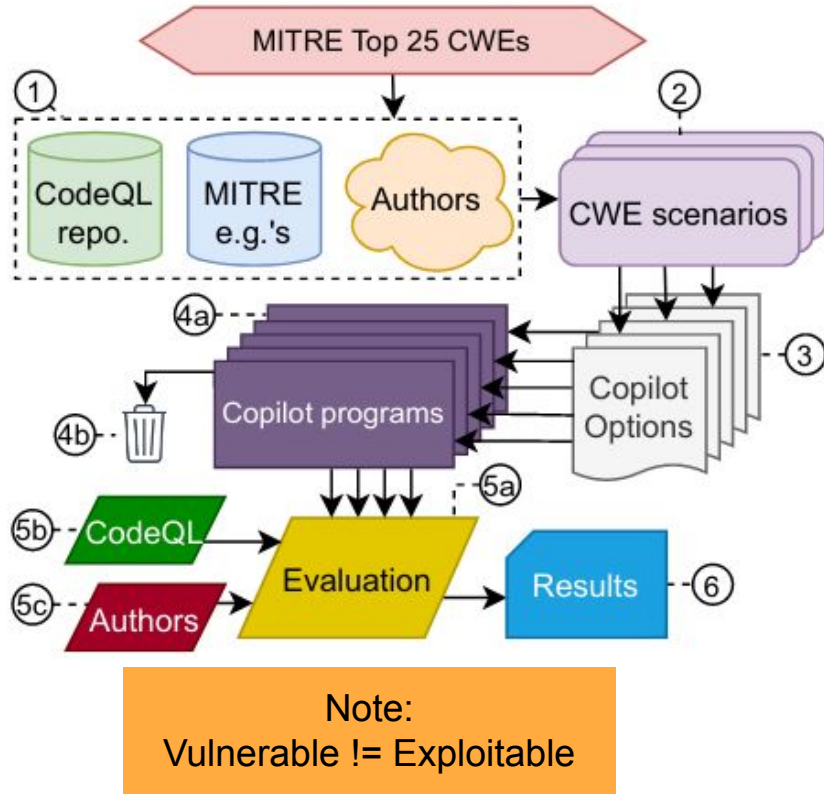 MITRE Top 25 CWEs
1
2
CodeQL
repo.
MITRE
e.g.'s
Authors
CWE scenarios
4a
3
Copilot programs
Copilot
Options
4b
5a
5b
CodeQL
Evaluation
Results
6
5c
Authors
Note:
Vulnerable != Exploitable